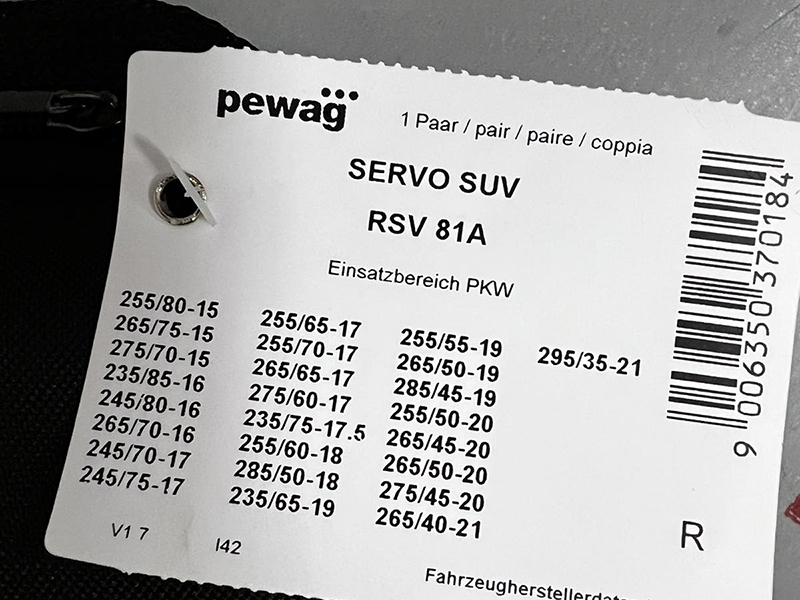 pewag
1 Paar / pair / paire / coppia
SERVO SUV
RSV 81A
Einsatzbereich PKW
255/80-15
265/75-15
275/70-15
235/85-16
245/80-16
265/70-16
245/70-17
245/75-17
255/65-17
255/70-17
265/65-17
275/60-17
235/75-17.5
255/60-18
285/50-18
235/65-19
255/55-19
265/50-19
285/45-19
255/50-20
265/45-20
265/50-20
275/45-20
265/40-21
295/35-21
9 006350 370184
V1 7
I42
R